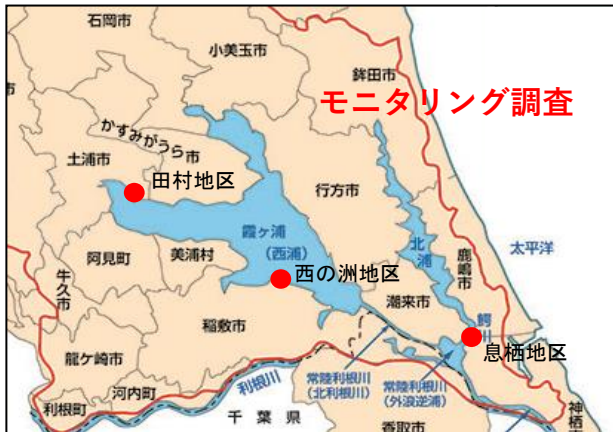 石岡市
小美玉市
鉾田市
モニタリング調査
かすみがうら市
土浦市
田村地区
行方市
霞ヶ浦
(西浦)
北浦
鹿嶋市
太平洋
阿見町
美浦村
西の洲地区
牛久市
潮来市
稲敷市
鰐川
息栖地区
龍ケ崎市
常陸利根川
(北利根川)
常陸利根川
(外浪逆浦)
利根川
河内町
利根町
千葉県
香取市
神栖市